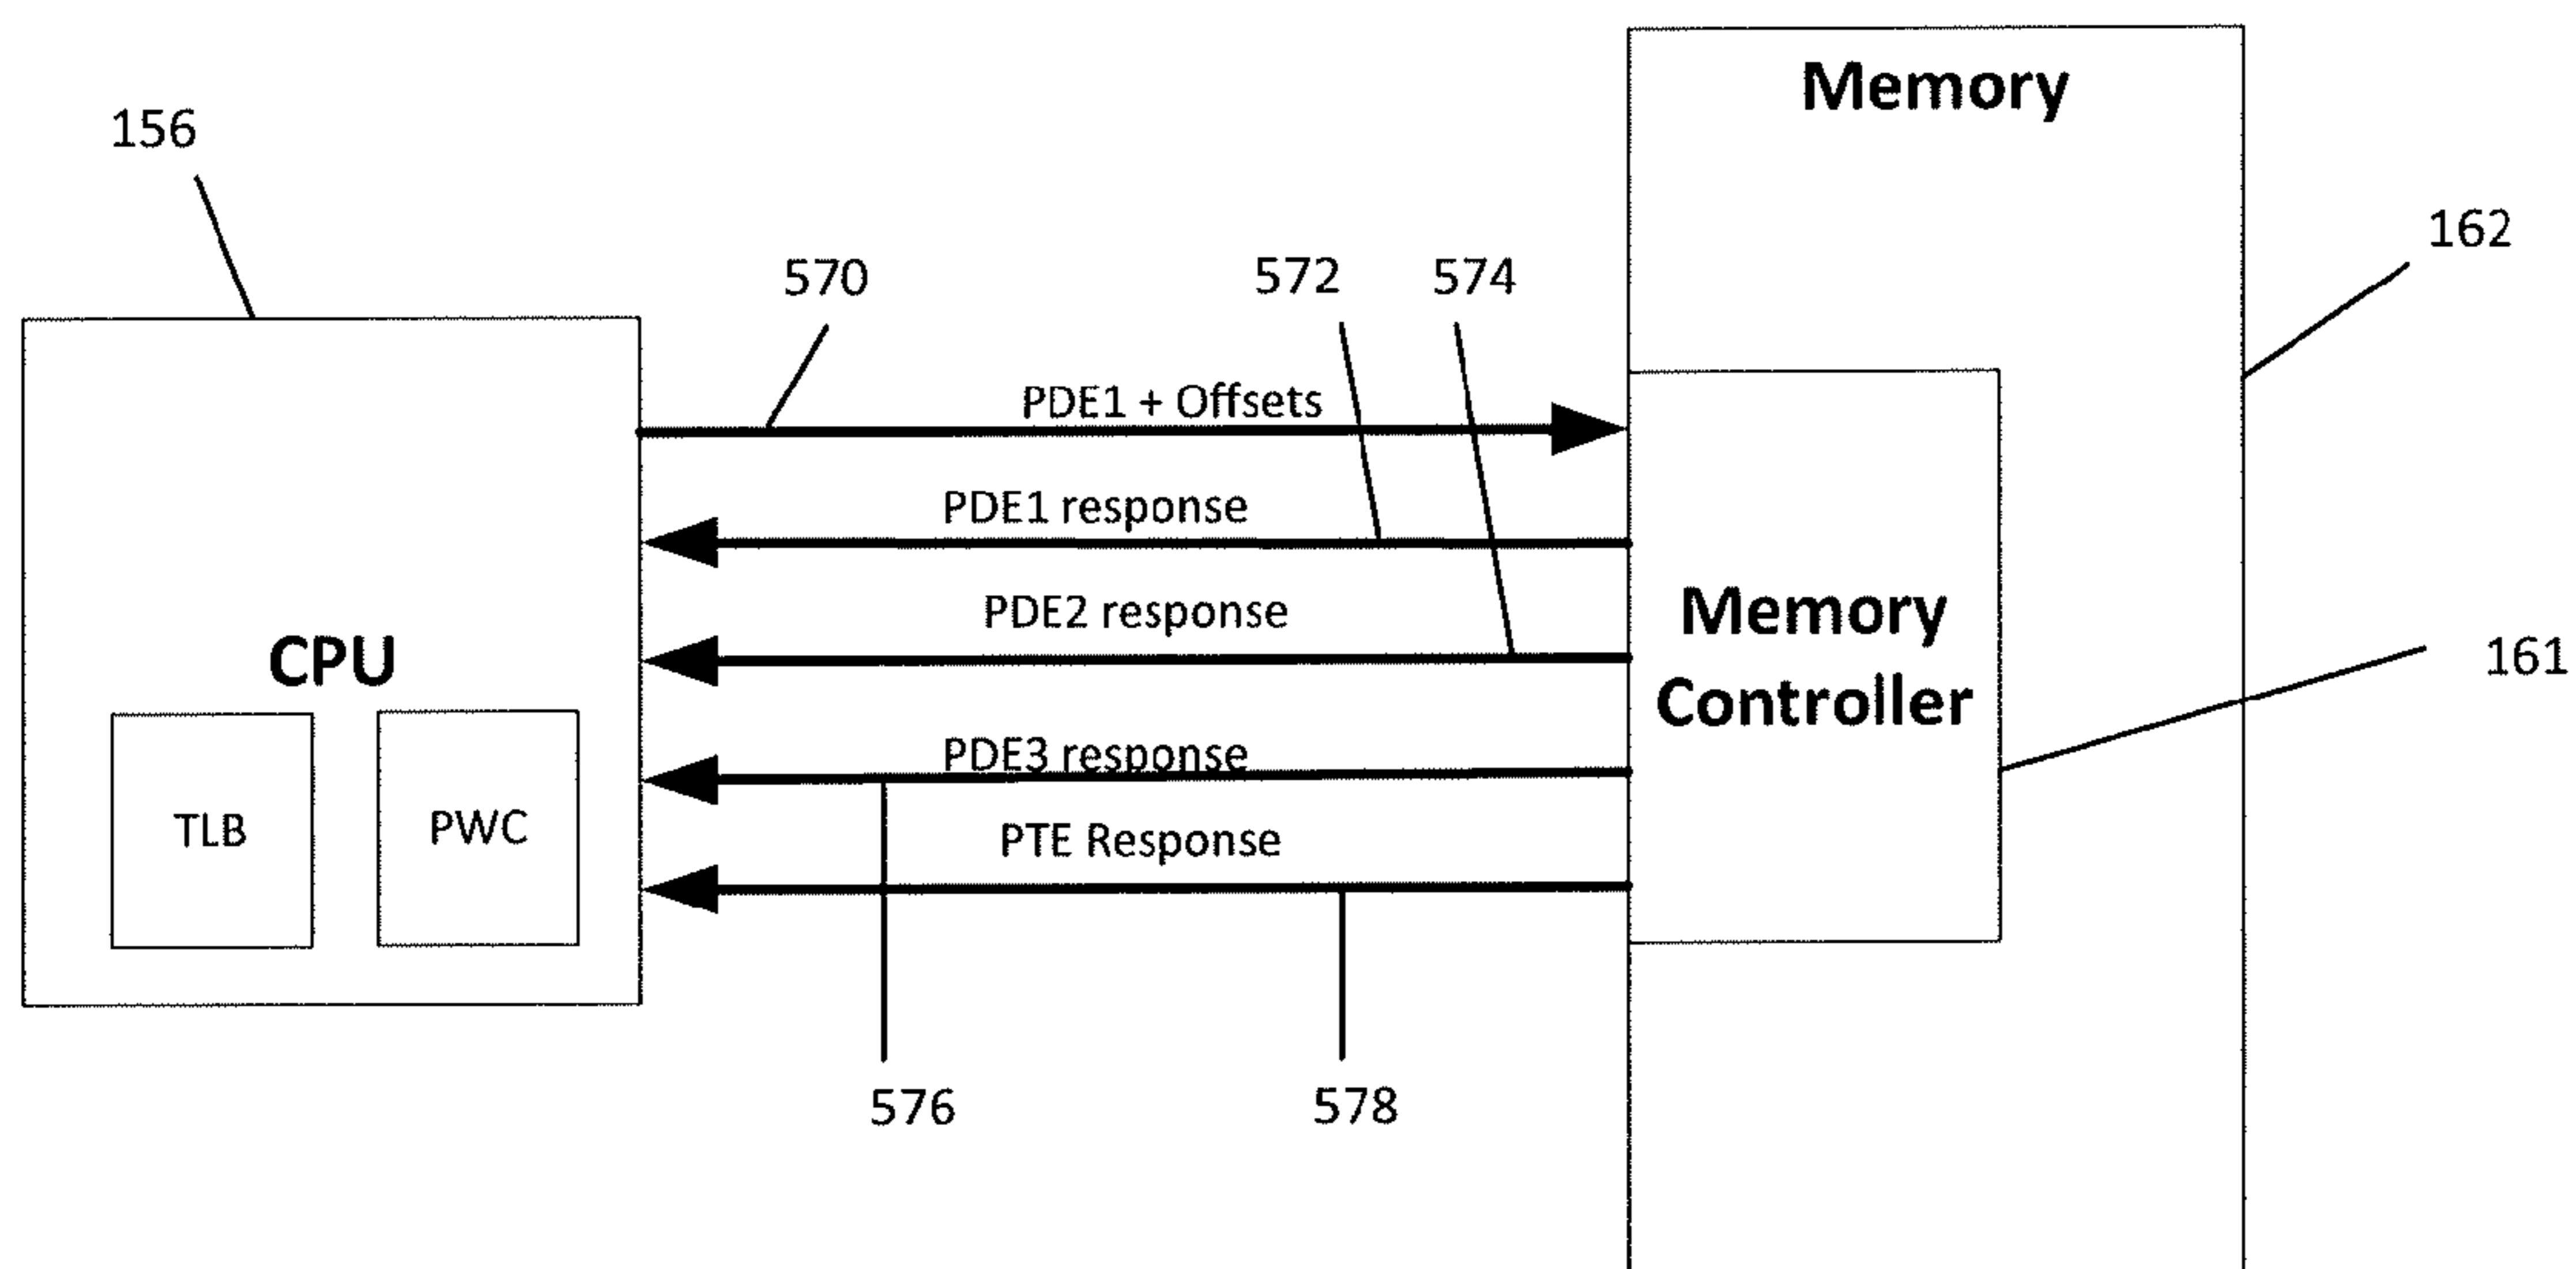 Memory
156
162
570
572
574
PDE1 + Offsets
PDE1 response
PDE2 response
Memory
Controller
161
CPU
PDE3 response
TLB
PWC
PTE Response
576
578